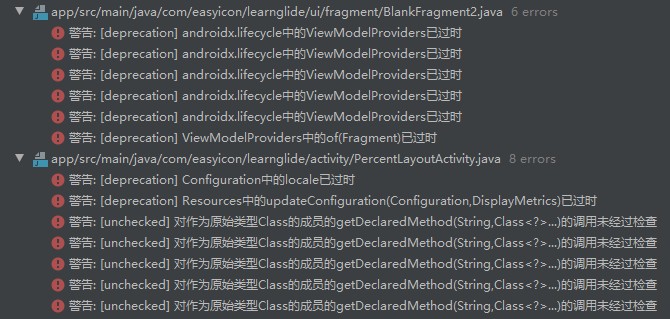 app/src/main/java/com/easyicon/learnglide/ui/fragment/BlankFragment2.java 6 errors
警告: [deprecation] androidx.lifecycle中的ViewModelProviders已过时
警告: [deprecation] androidx.lifecycle中的ViewModelProviders已过时
警告: [deprecation] androidx.lifecycle中的ViewModelProviders已过时
警告: [deprecation] androidx.lifecycle中的ViewModelProviders已过时
警告: [deprecation] androidx.lifecycle中的ViewModelProviders已过时
警告: [deprecation] ViewModelProviders中的of(Fragment)已过时
app/src/main/java/com/easyicon/learnglide/activity/PercentLayoutActivity.java 8 errors
警告: [deprecation] Configuration中的locale已过时
警告: [deprecation] Resources中的updateConfiguration(Configuration,DisplayMetrics)已过时
警告: [unchecked] 对作为原始类型Class的成员的getDeclaredMethod(String,Class<?>...)的调用未经过检查
警告: [unchecked] 对作为原始类型Class的成员的getDeclaredMethod(String,Class<?>...)的调用未经过检查
警告: [unchecked] 对作为原始类型Class的成员的getDeclaredMethod(String,Class<?>...)的调用未经过检查
警告: [unchecked] 对作为原始类型Class的成员的getDeclaredMethod(String,Class<?>...)的调用未经过检查
警告: [unchecked] 对作为原始类型Class的成员的getDeclaredMethod(String,Class<?>...)的调用未经过检查